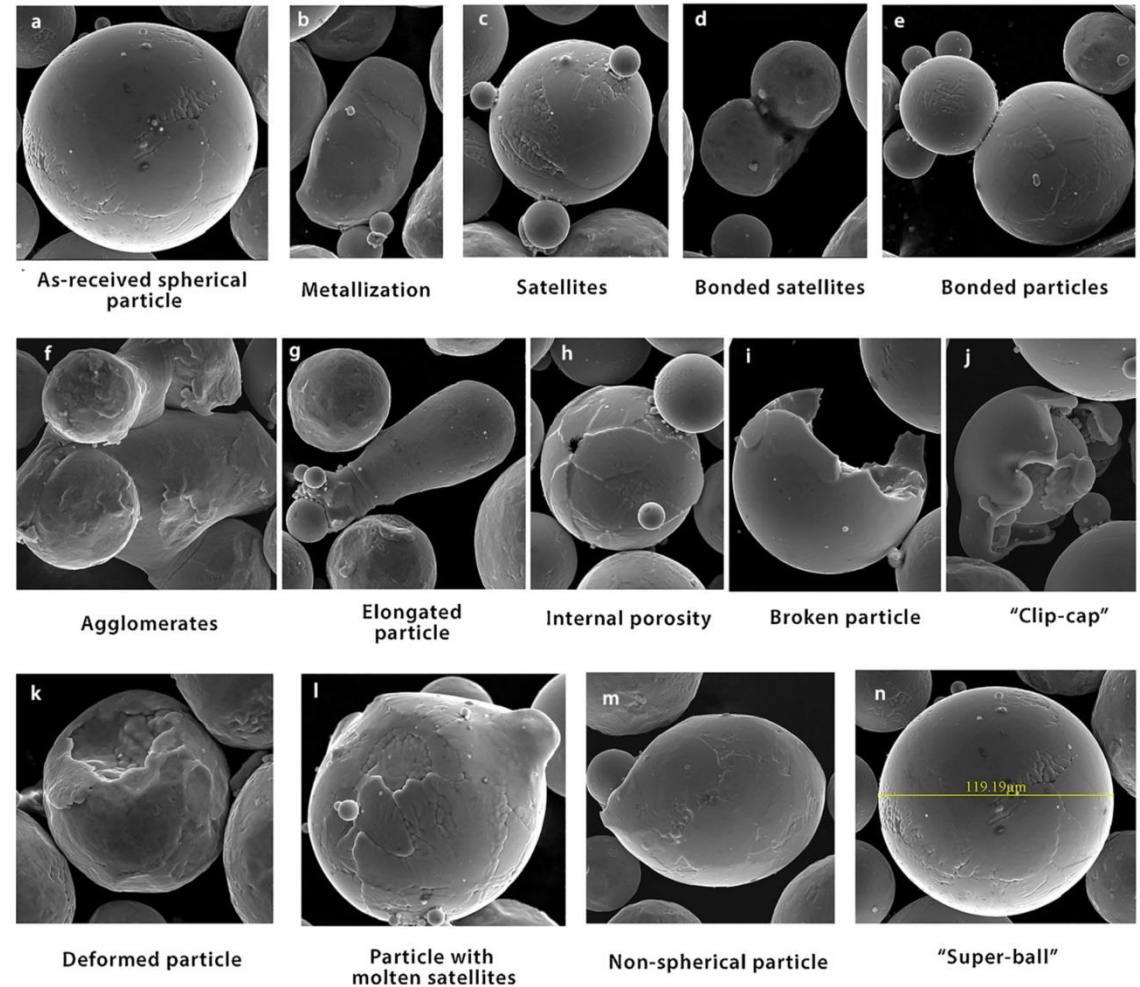 a
b
c
d
e
As-received spherical
particle
Metallization
Satellites
Bonded satellites
Bonded particles
f
g
h
i
j
Agglomerates
Elongated
particle
Internal porosity
Broken particle
“Clip-cap”
k
l
m
n
119.19µm
Deformed particle
Particle with
molten satellites
Non-spherical particle
“Super-ball”